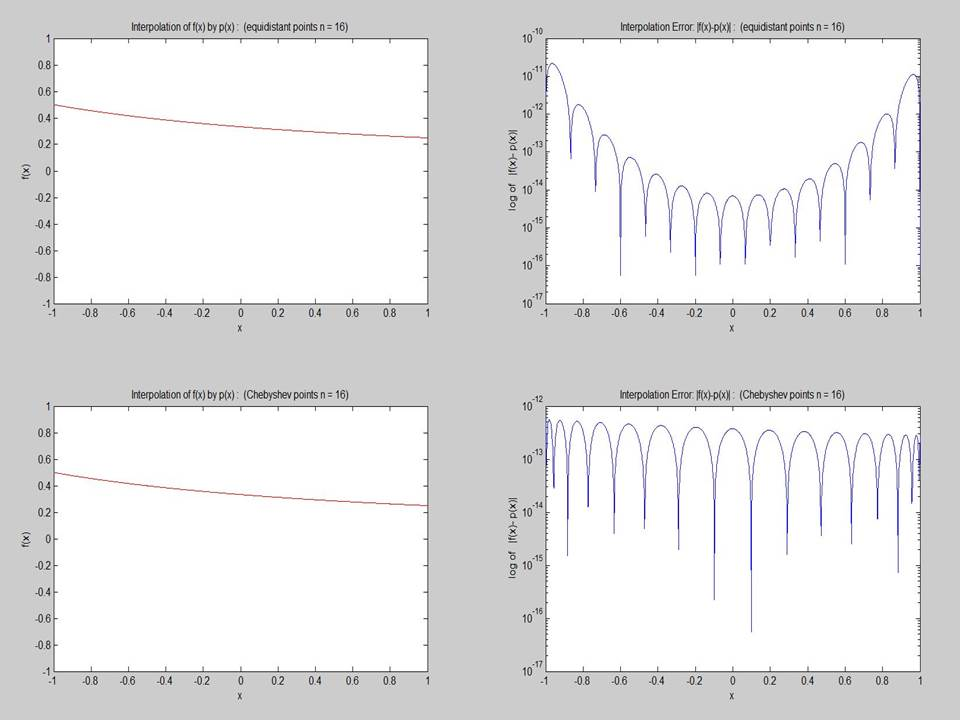 Interpolation of f(x) by p(x) :  (equidistant points n = 16)
1
0.8
0.6
0.4
0.2
0
-0.2
-0.4
-0.6
-0.8
-1
f(x)
-1 -0.8 -0.6 -0.4 -0.2 0 0.2 0.4 0.6 0.8 1
x
Interpolation Error: |f(x)-p(x)| :  (equidistant points n = 16)
10^-10
10^-11
10^-12
10^-13
10^-14
10^-15
10^-16
10^-17
log of  |f(x)- p(x)|
-1 -0.8 -0.6 -0.4 -0.2 0 0.2 0.4 0.6 0.8 1
x
Interpolation of f(x) by p(x) :  (Chebyshev points n = 16)
1
0.8
0.6
0.4
0.2
0
-0.2
-0.4
-0.6
-0.8
-1
f(x)
-1 -0.8 -0.6 -0.4 -0.2 0 0.2 0.4 0.6 0.8 1
x
Interpolation Error: |f(x)-p(x)| :  (Chebyshev points n = 16)
10^-12
10^-13
10^-14
10^-15
10^-16
10^-17
log of  |f(x)- p(x)|
-1 -0.8 -0.6 -0.4 -0.2 0 0.2 0.4 0.6 0.8 1
x